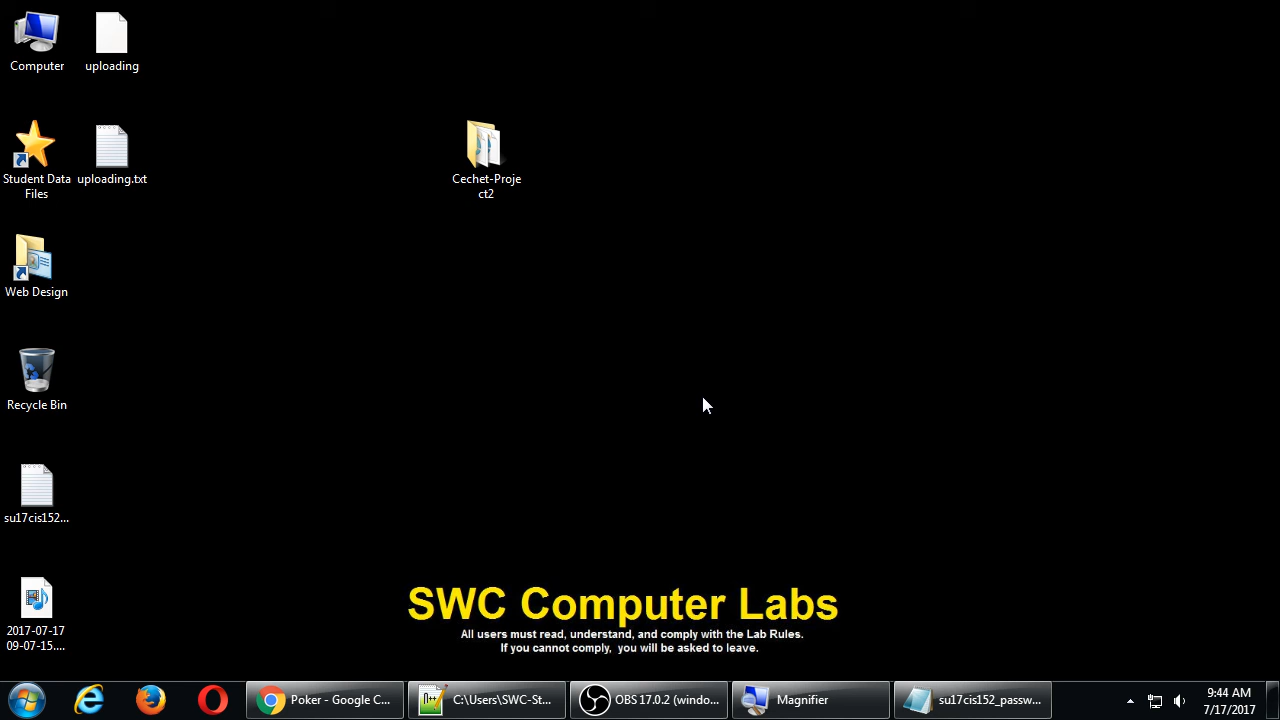 Computer
uploading
Student Data
Files
uploading.txt
Cechet-Proje
ct2
Web Design
Recycle Bin
su17cis152...
2017-07-17
09-07-15....
SWC Computer Labs
All users must read, understand, and comply with the Lab Rules.
If you cannot comply, you will be asked to leave.
Poker - Google C...
C:\Users\SWC-St...
OBS 17.0.2 (windo...
Magnifier
su17cis152_passw...
9:44 AM
7/17/2017